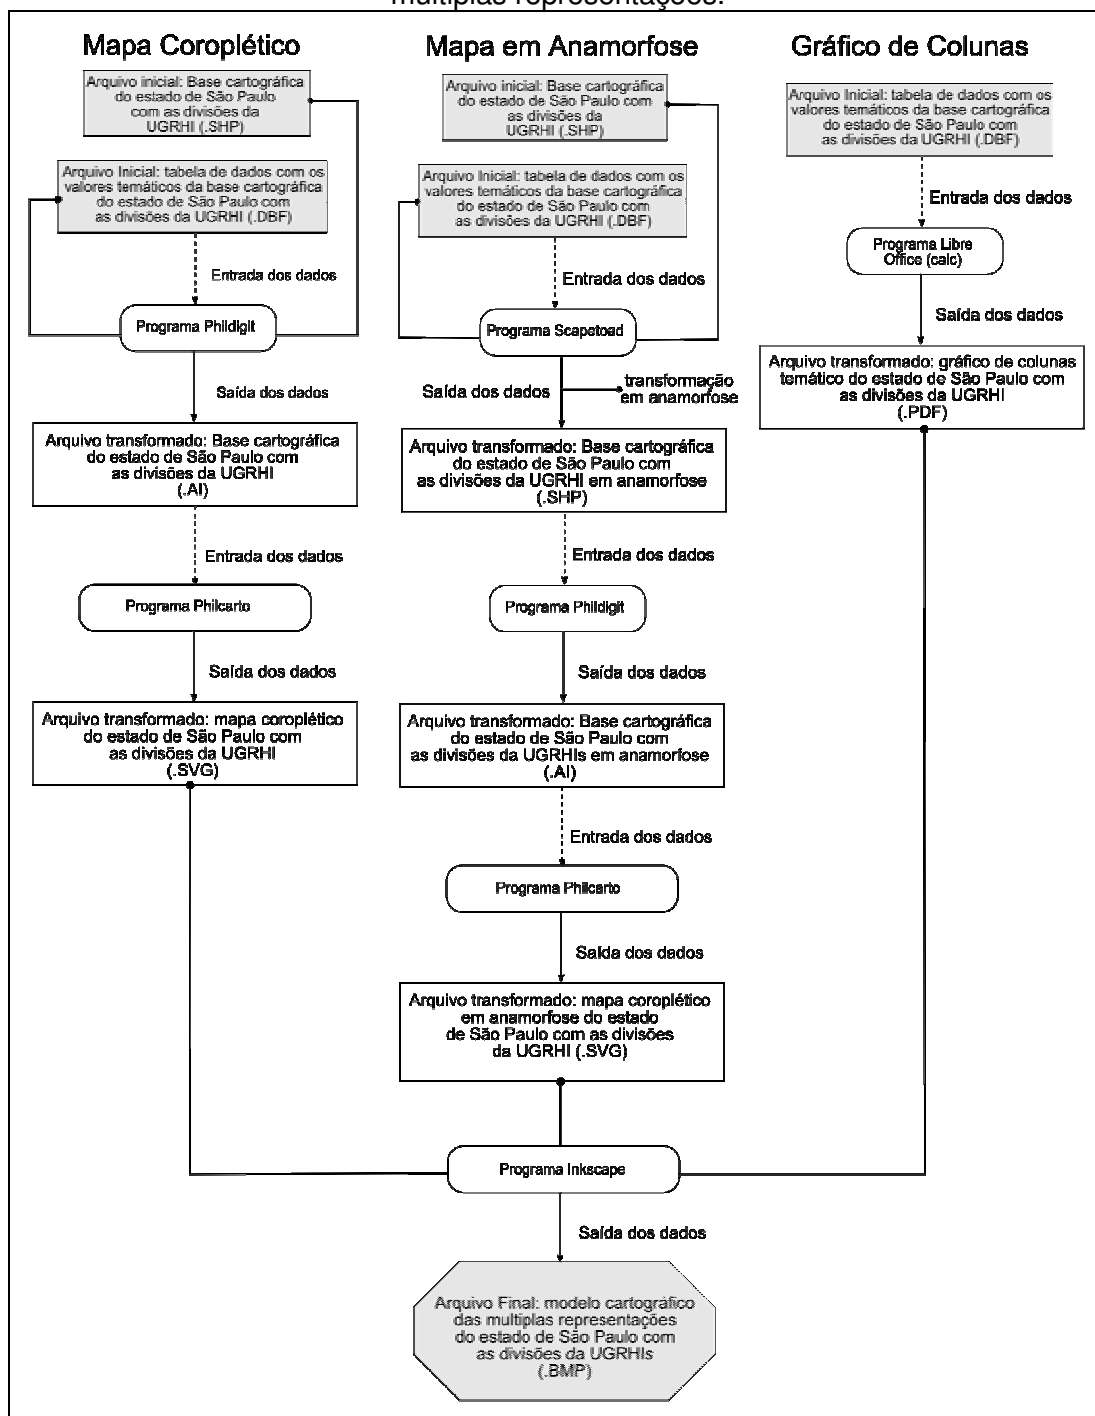 múltiplas representações.
Mapa Coroplético
Arquivo inicial: Base cartográfica
do estado de São Paulo
com as divisões da
UGRHI (.SHP)
Arquivo Inicial: tabela de dados com os
valores temáticos da base cartográfica
do estado de São Paulo com
as divisões da UGRHI (.DBF)
Entrada dos dados
Programa Phildigit
Saída dos dados
Arquivo transformado: Base cartográfica
do estado de São Paulo com
as divisões da UGRHI
(.AI)
Entrada dos dados
Programa Philcarto
Saída dos dados
Arquivo transformado: mapa coroplético
do estado de São Paulo com
as divisões da UGRHI
(.SVG)
Mapa em Anamorfose
Arquivo inicial: Base cartográfica
do estado de São Paulo com
as divisões da
UGRHI (.SHP)
Arquivo Inicial: tabela de dados com os
valores temáticos da base cartográfica
do estado de São Paulo com
as divisões da UGRHI (.DBF)
Entrada dos dados
Programa Scapetoad
Saída dos dados
transformação
em anamorfose
Arquivo transformado: Base cartográfica
do estado de São Paulo com
as divisões da UGRHI em anamorfose
(.SHP)
Entrada dos dados
Programa Phildigit
Saída dos dados
Arquivo transformado: Base cartográfica
do estado de São Paulo com
as divisões da UGRHIs em anamorfose
(.AI)
Entrada dos dados
Programa Philcarto
Saída dos dados
Arquivo transformado: mapa coroplético
em anamorfose do estado
de São Paulo com as divisões
da UGRHI (.SVG)
Gráfico de Colunas
Arquivo Inicial: tabela de dados com os
valores temáticos da base cartográfica
do estado de São Paulo com
as divisões da UGRHI (.DBF)
Entrada dos dados
Programa Libre
Office (calc)
Saída dos dados
Arquivo transformado: gráfico de colunas
temático do estado de São Paulo com
as divisões da UGRHI
(.PDF)
Programa Inkscape
Saída dos dados
Arquivo Final: modelo cartográfico
das multiplas representações
do estado de São Paulo com
as divisões da UGRHIs
(.BMP)